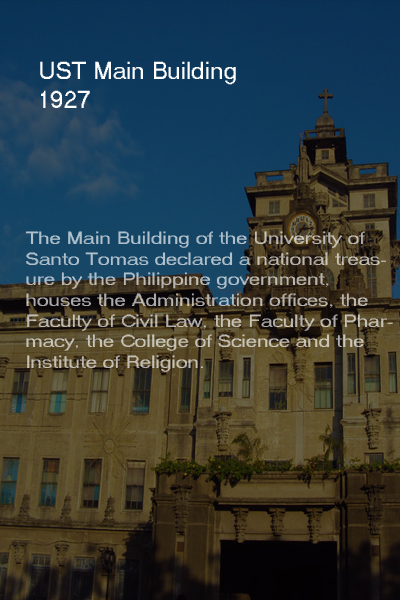 UST Main Building
1927
The Main Building of the University of
Santo Tomas declared a national treas-
ure by the Philippine government,
houses the Administration offices, the
Faculty of Civil Law, the Faculty of Phar-
macy, the College of Science and the
Institute of Religion.